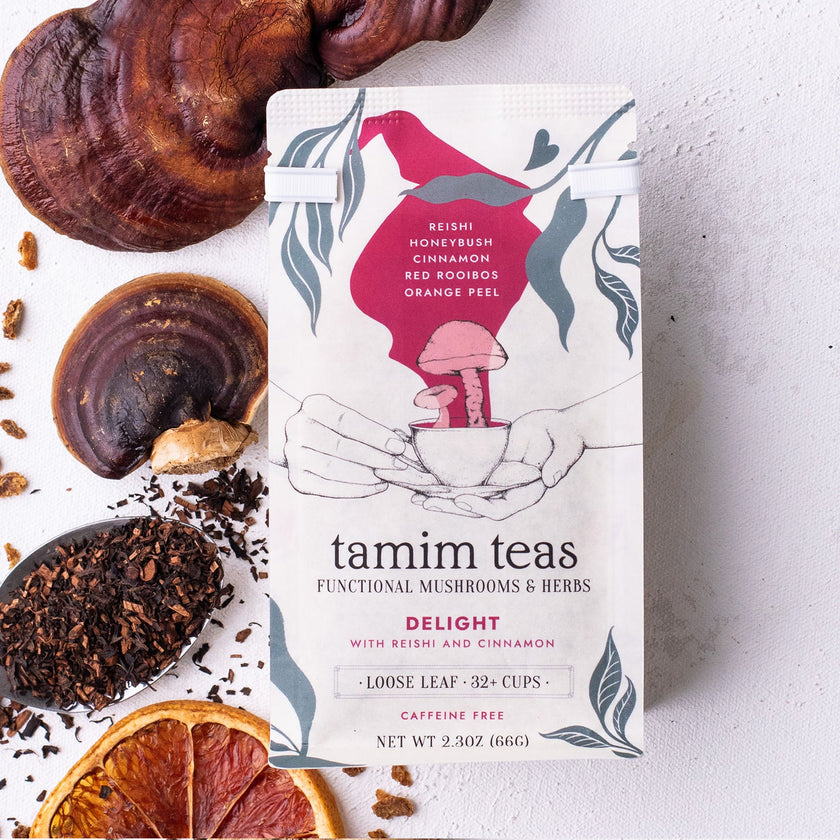 REISHI
HONEYBUSH
CINNAMON
RED ROOIBOS
ORANGE PEEL
tamim teas
FUNCTIONAL MUSHROOMS & HERBS
DELIGHT
WITH REISHI AND CINNAMON
· LOOSE LEAF · 32+ CUPS ·
CAFFEINE FREE
NET WT 2.3OZ (66G)